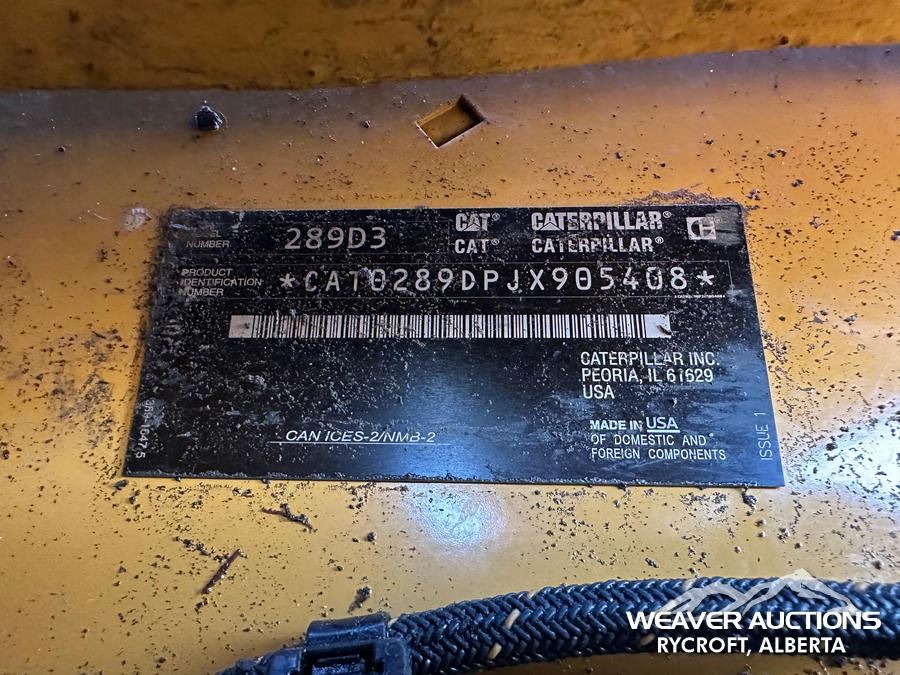 NUMBER
289D3
CAT® CATERPILLAR®
CAT® CATERPILLAR®
PRODUCT
IDENTIFICATION
NUMBER
*CAT0289DPJX905408*
CATERPILLAR INC.
PEORIA, IL 61629
USA
MADE IN USA
OF DOMESTIC AND
FOREIGN COMPONENTS
CAN ICES-2/NMB-2
ISSUE 1
WEAVER AUCTIONS
RYCROFT, ALBERTA